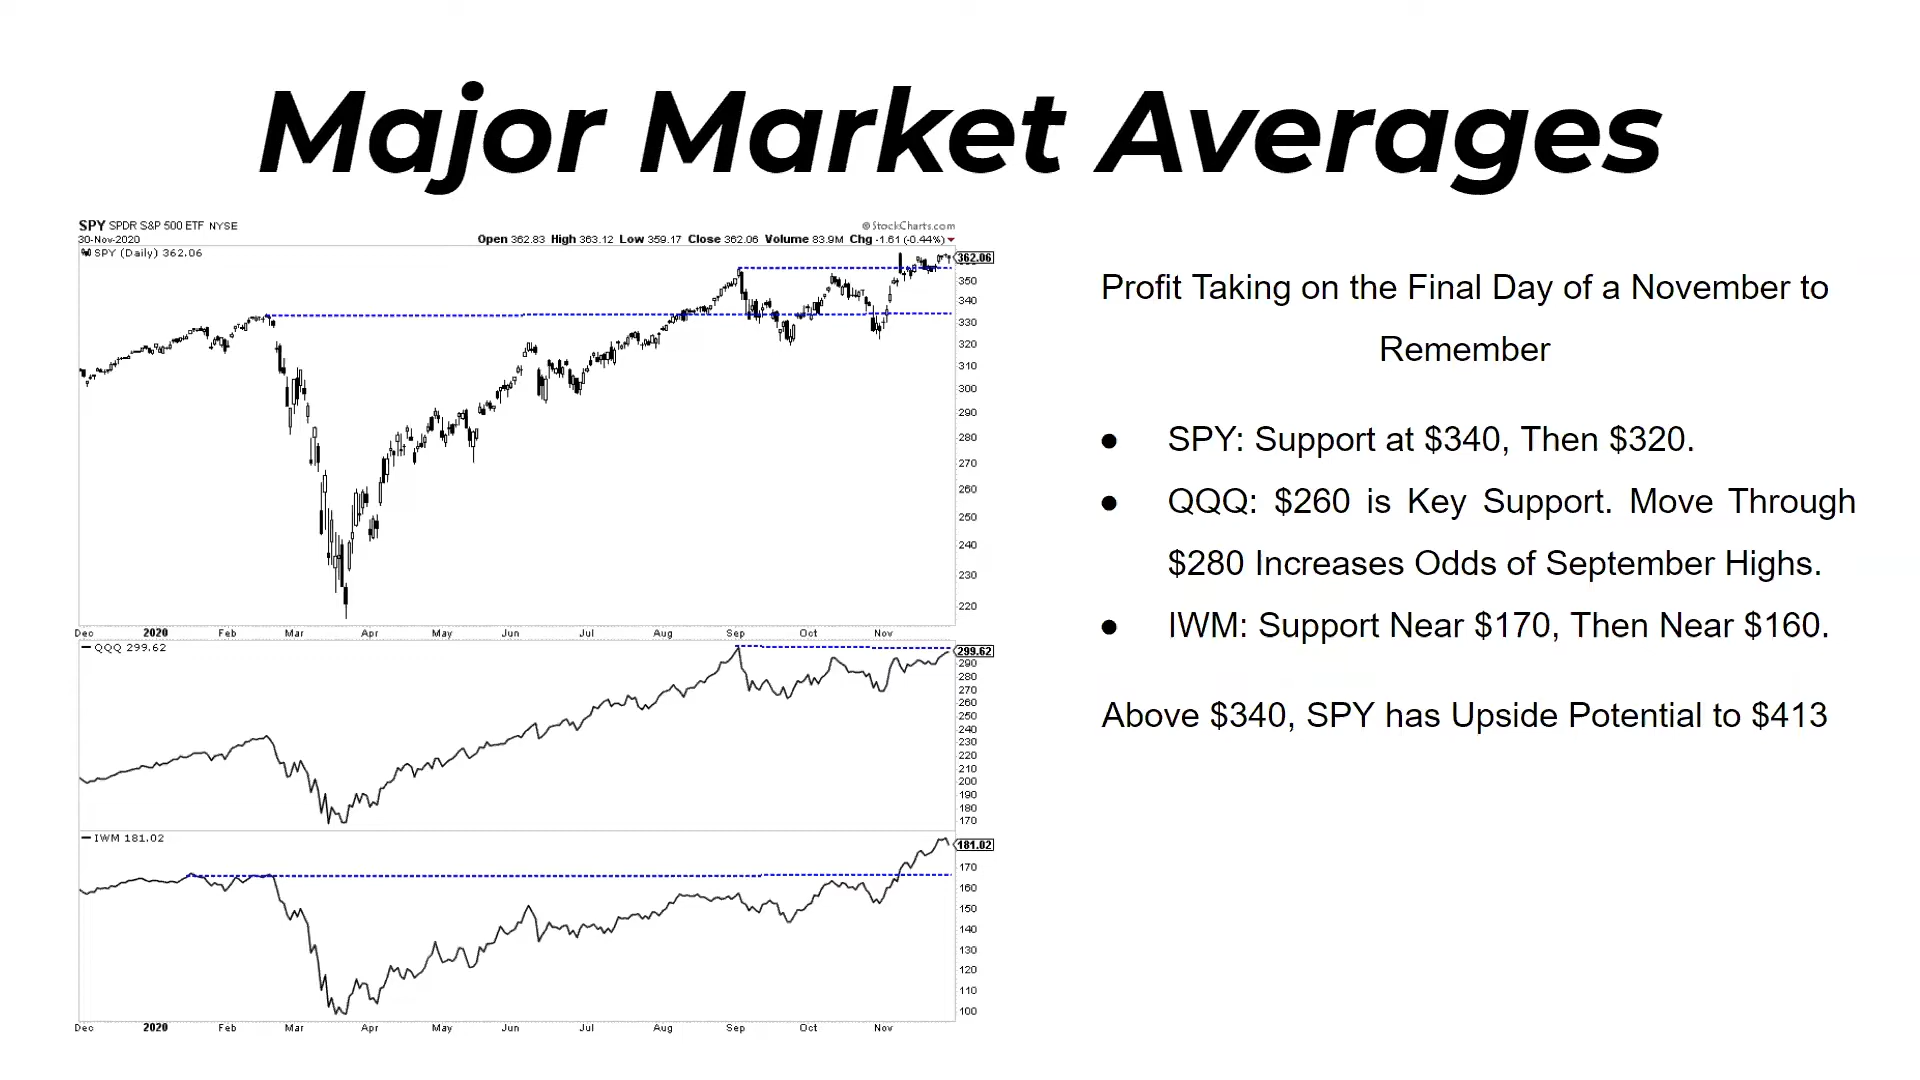 Major Market Averages
SPY SPDR S&P 500 ETF NYSE
© StockCharts.com
30-Nov-2020
Open 362.83 High 363.12 Low 359.17 Close 362.06 Volume 83.9M Chg -1.61 (-0.44%)
SPY (Daily) 362.06
362.06
350
340
330
320
310
300
290
280
270
260
250
240
230
220
Dec 2020 Feb Mar Apr May Jun Jul Aug Sep Oct Nov
QQQ 299.62
299.62
290
280
270
260
250
240
230
220
210
200
190
180
170
IWM 181.02
181.02
170
160
150
140
130
120
110
100
Dec 2020 Feb Mar Apr May Jun Jul Aug Sep Oct Nov
Profit Taking on the Final Day of a November to
Remember
● SPY: Support at $340, Then $320.
● QQQ: $260 is Key Support. Move Through
$280 Increases Odds of September Highs.
● IWM: Support Near $170, Then Near $160.
Above $340, SPY has Upside Potential to $413